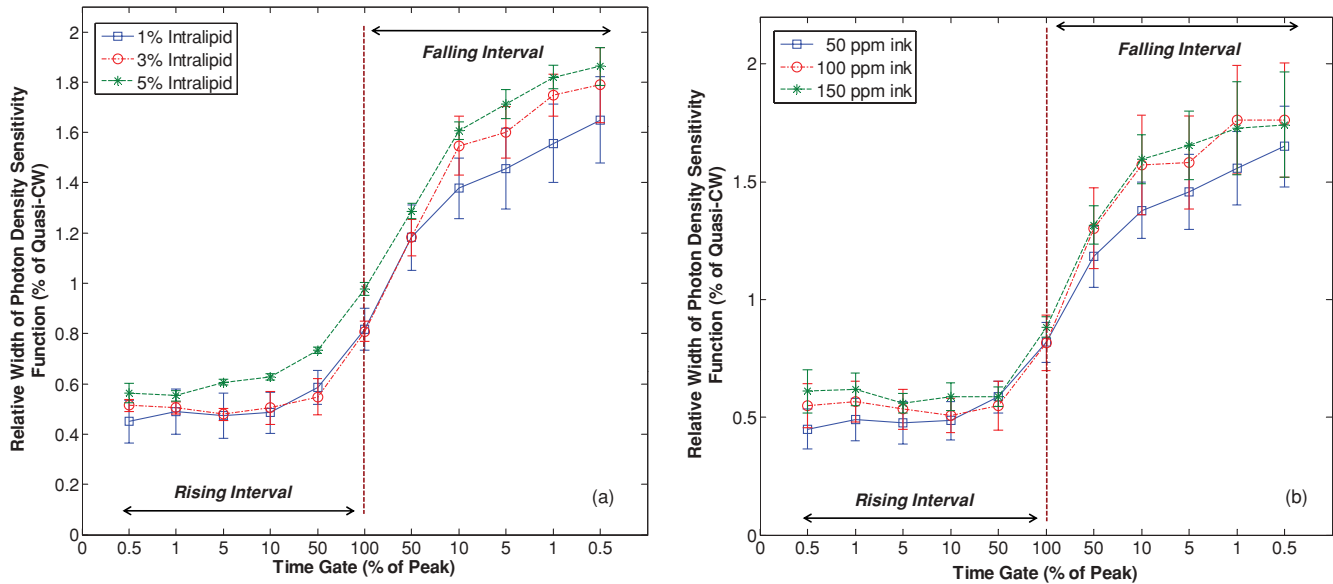 Relative Width of Photon Density Sensitivity
Function (% of Quasi-CW)
2
1.8
1.6
1.4
1.2
1
0.8
0.6
0.4
0.2
0
1% Intralipid
3% Intralipid
5% Intralipid
Falling Interval
Rising Interval
(a)
0 0.5 1 5 10 50 100 50 10 5 1 0.5
Time Gate (% of Peak)
Relative Width of Photon Density Sensitivity
Function (% of Quasi-CW)
2
1.5
1
0.5
0
50 ppm ink
100 ppm ink
150 ppm ink
Falling Interval
Rising Interval
(b)
0 0.5 1 5 10 50 100 50 10 5 1 0.5
Time Gate (% of Peak)